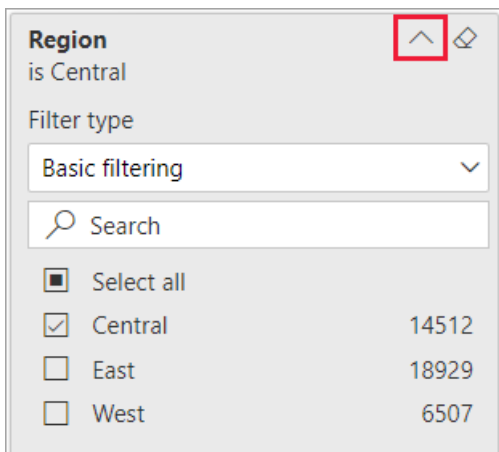 Region
is Central
Filter type
Basic filtering
Search
Select all
Central 14512
East 18929
West 6507